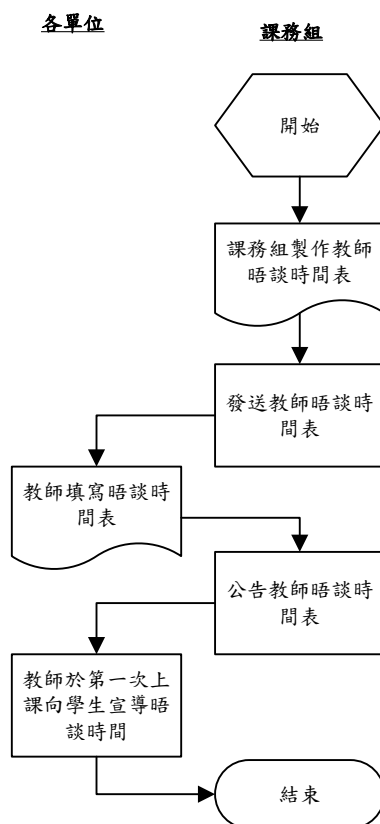 各單位
課務組
開始
課務組製作教師
晤談時間表
發送教師晤談時
間表
教師填寫晤談時
間表
公告教師晤談時
間表
教師於第一次上
課向學生宣導晤
談時間
結束